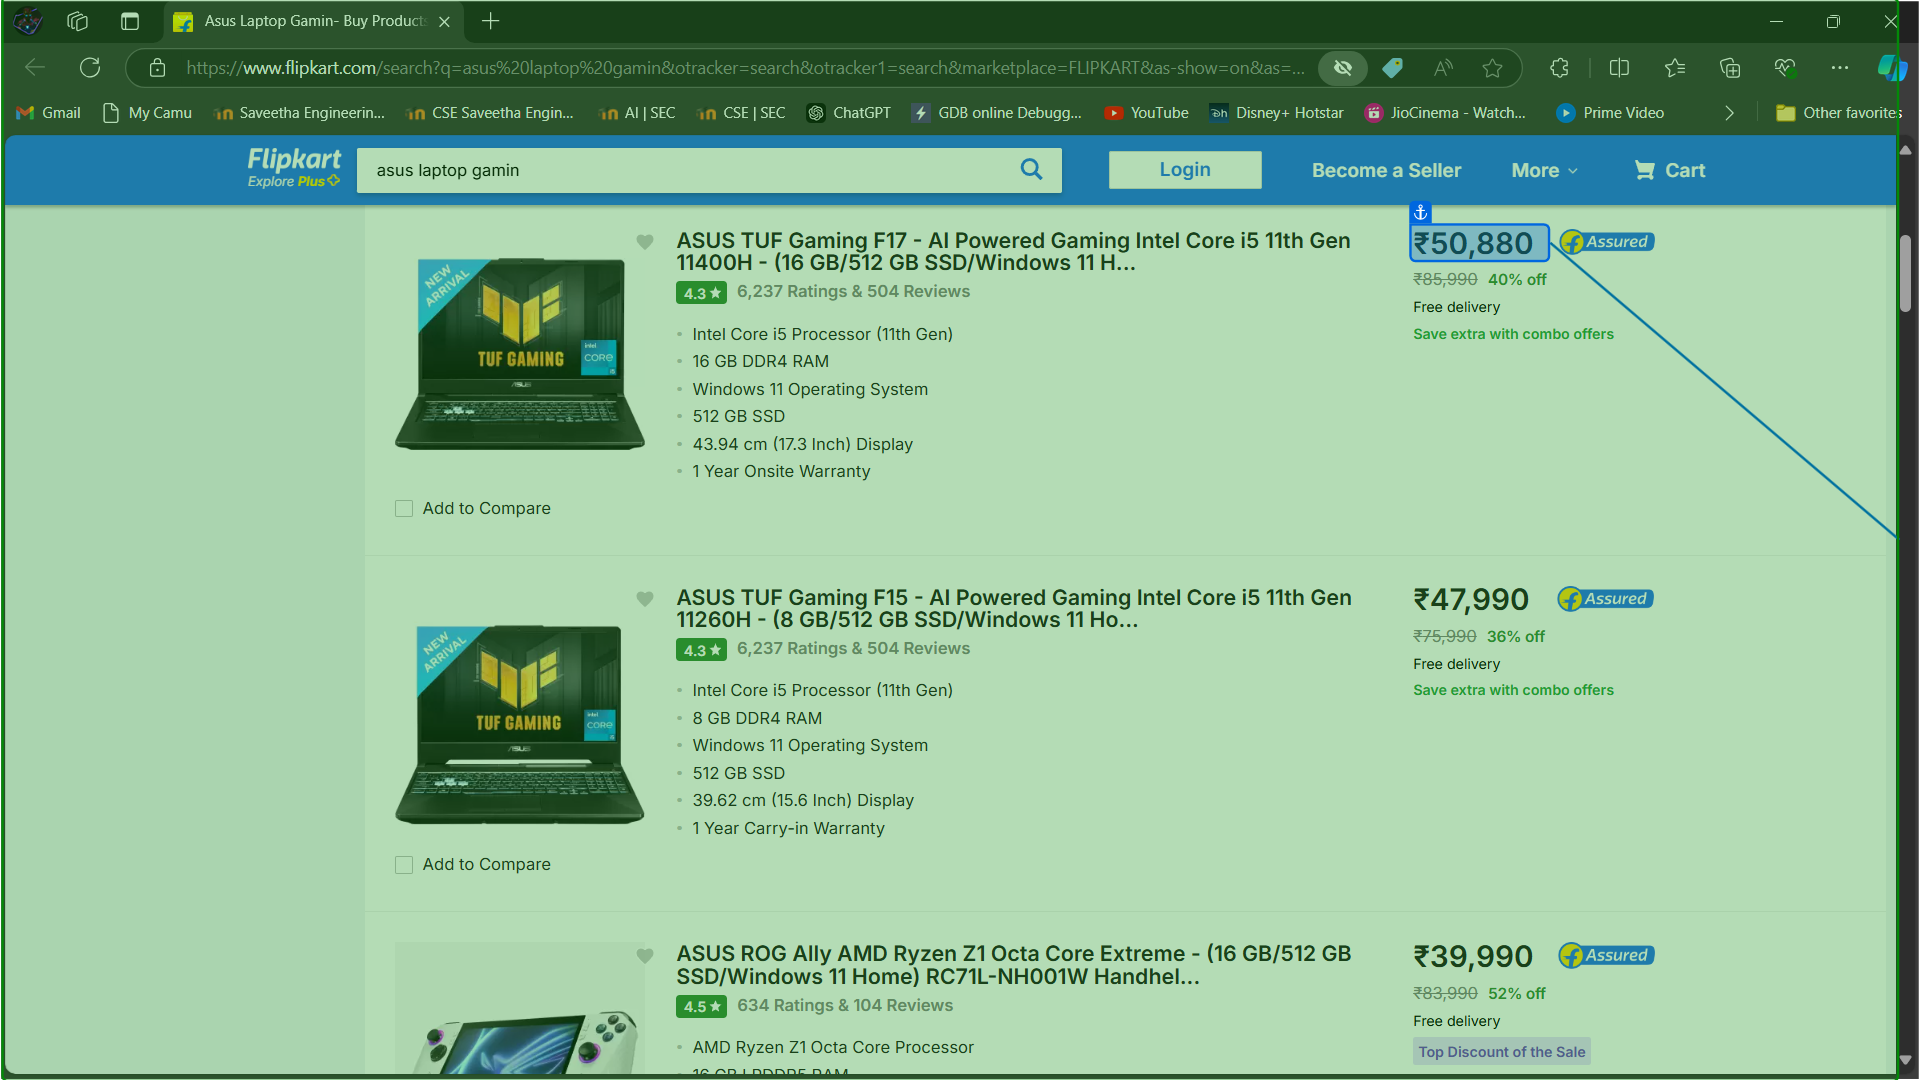 Asus Laptop Gamin- Buy Products
https://www.flipkart.com/search?q=asus%20laptop%20gamin&otracker=search&otracker1=search&marketplace=FLIPKART&as-show=on&as=...
Gmail
My Camu
Saveetha Engineerin...
CSE Saveetha Engin...
AI | SEC
CSE | SEC
ChatGPT
GDB online Debugg...
YouTube
Disney+ Hotstar
JioCinema - Watch...
Prime Video
Other favorites
Flipkart
Explore Plus
asus laptop gamin
Login
Become a Seller
More
Cart
NEW ARRIVAL
TUF GAMING
intel
CORE
ASUS TUF Gaming F17 - AI Powered Gaming Intel Core i5 11th Gen
11400H - (16 GB/512 GB SSD/Windows 11 H...
4.3★ 6,237 Ratings & 504 Reviews
Intel Core i5 Processor (11th Gen)
16 GB DDR4 RAM
Windows 11 Operating System
512 GB SSD
43.94 cm (17.3 Inch) Display
1 Year Onsite Warranty
₹50,880
Assured
₹85,990 40% off
Free delivery
Save extra with combo offers
Add to Compare
NEW ARRIVAL
TUF GAMING
intel
CORE
ASUS TUF Gaming F15 - AI Powered Gaming Intel Core i5 11th Gen
11260H - (8 GB/512 GB SSD/Windows 11 Ho...
4.3★ 6,237 Ratings & 504 Reviews
Intel Core i5 Processor (11th Gen)
8 GB DDR4 RAM
Windows 11 Operating System
512 GB SSD
39.62 cm (15.6 Inch) Display
1 Year Carry-in Warranty
₹47,990
Assured
₹75,990 36% off
Free delivery
Save extra with combo offers
Add to Compare
ASUS ROG Ally AMD Ryzen Z1 Octa Core Extreme - (16 GB/512 GB
SSD/Windows 11 Home) RC71L-NH001W Handhel...
4.5★ 634 Ratings & 104 Reviews
AMD Ryzen Z1 Octa Core Processor
16 GB LPDDR5 RAM
₹39,990
Assured
₹83,990 52% off
Free delivery
Top Discount of the Sale